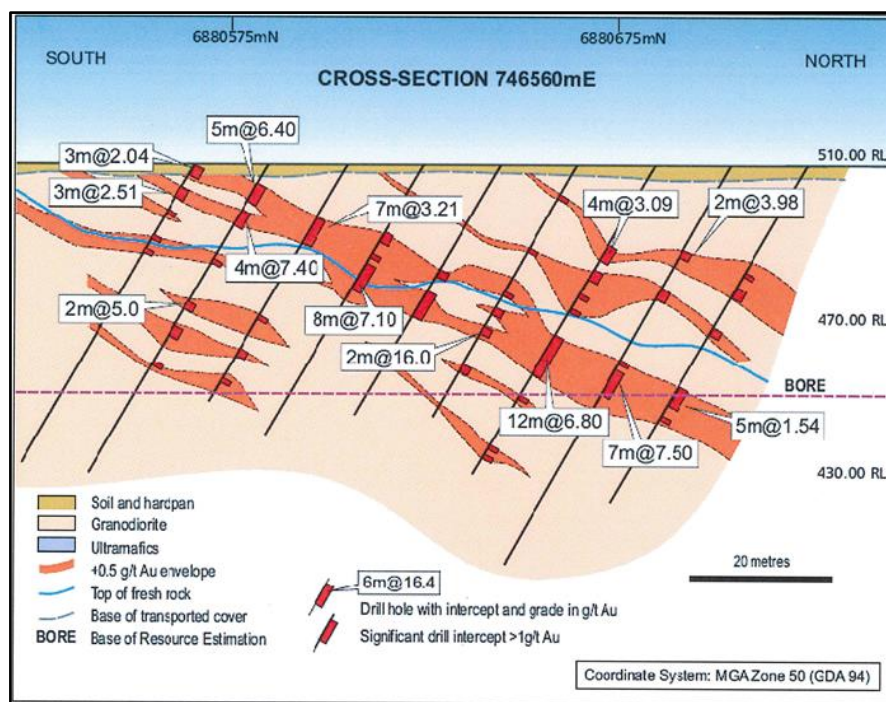 6880575mN
6880675mN
SOUTH
NORTH
CROSS-SECTION 746560mE
5m@6.40
3m@2.04
510.00 RL
3m@2.51
7m@3.21
4m@3.09
2m@3.98
4m@7.40
2m@5.0
8m@7.10
470.00 RL
2m@16.0
BORE
12m@6.80
7m@7.50
5m@1.54
430.00 RL
Soil and hardpan
Granodiorite
Ultramafics
+0.5 g/t Au envelope
Top of fresh rock
Base of transported cover
BORE Base of Resource Estimation
6m@16.4
Drill hole with intercept and grade in g/t Au
Significant drill intercept >1g/t Au
20 metres
Coordinate System: MGA Zone 50 (GDA 94)